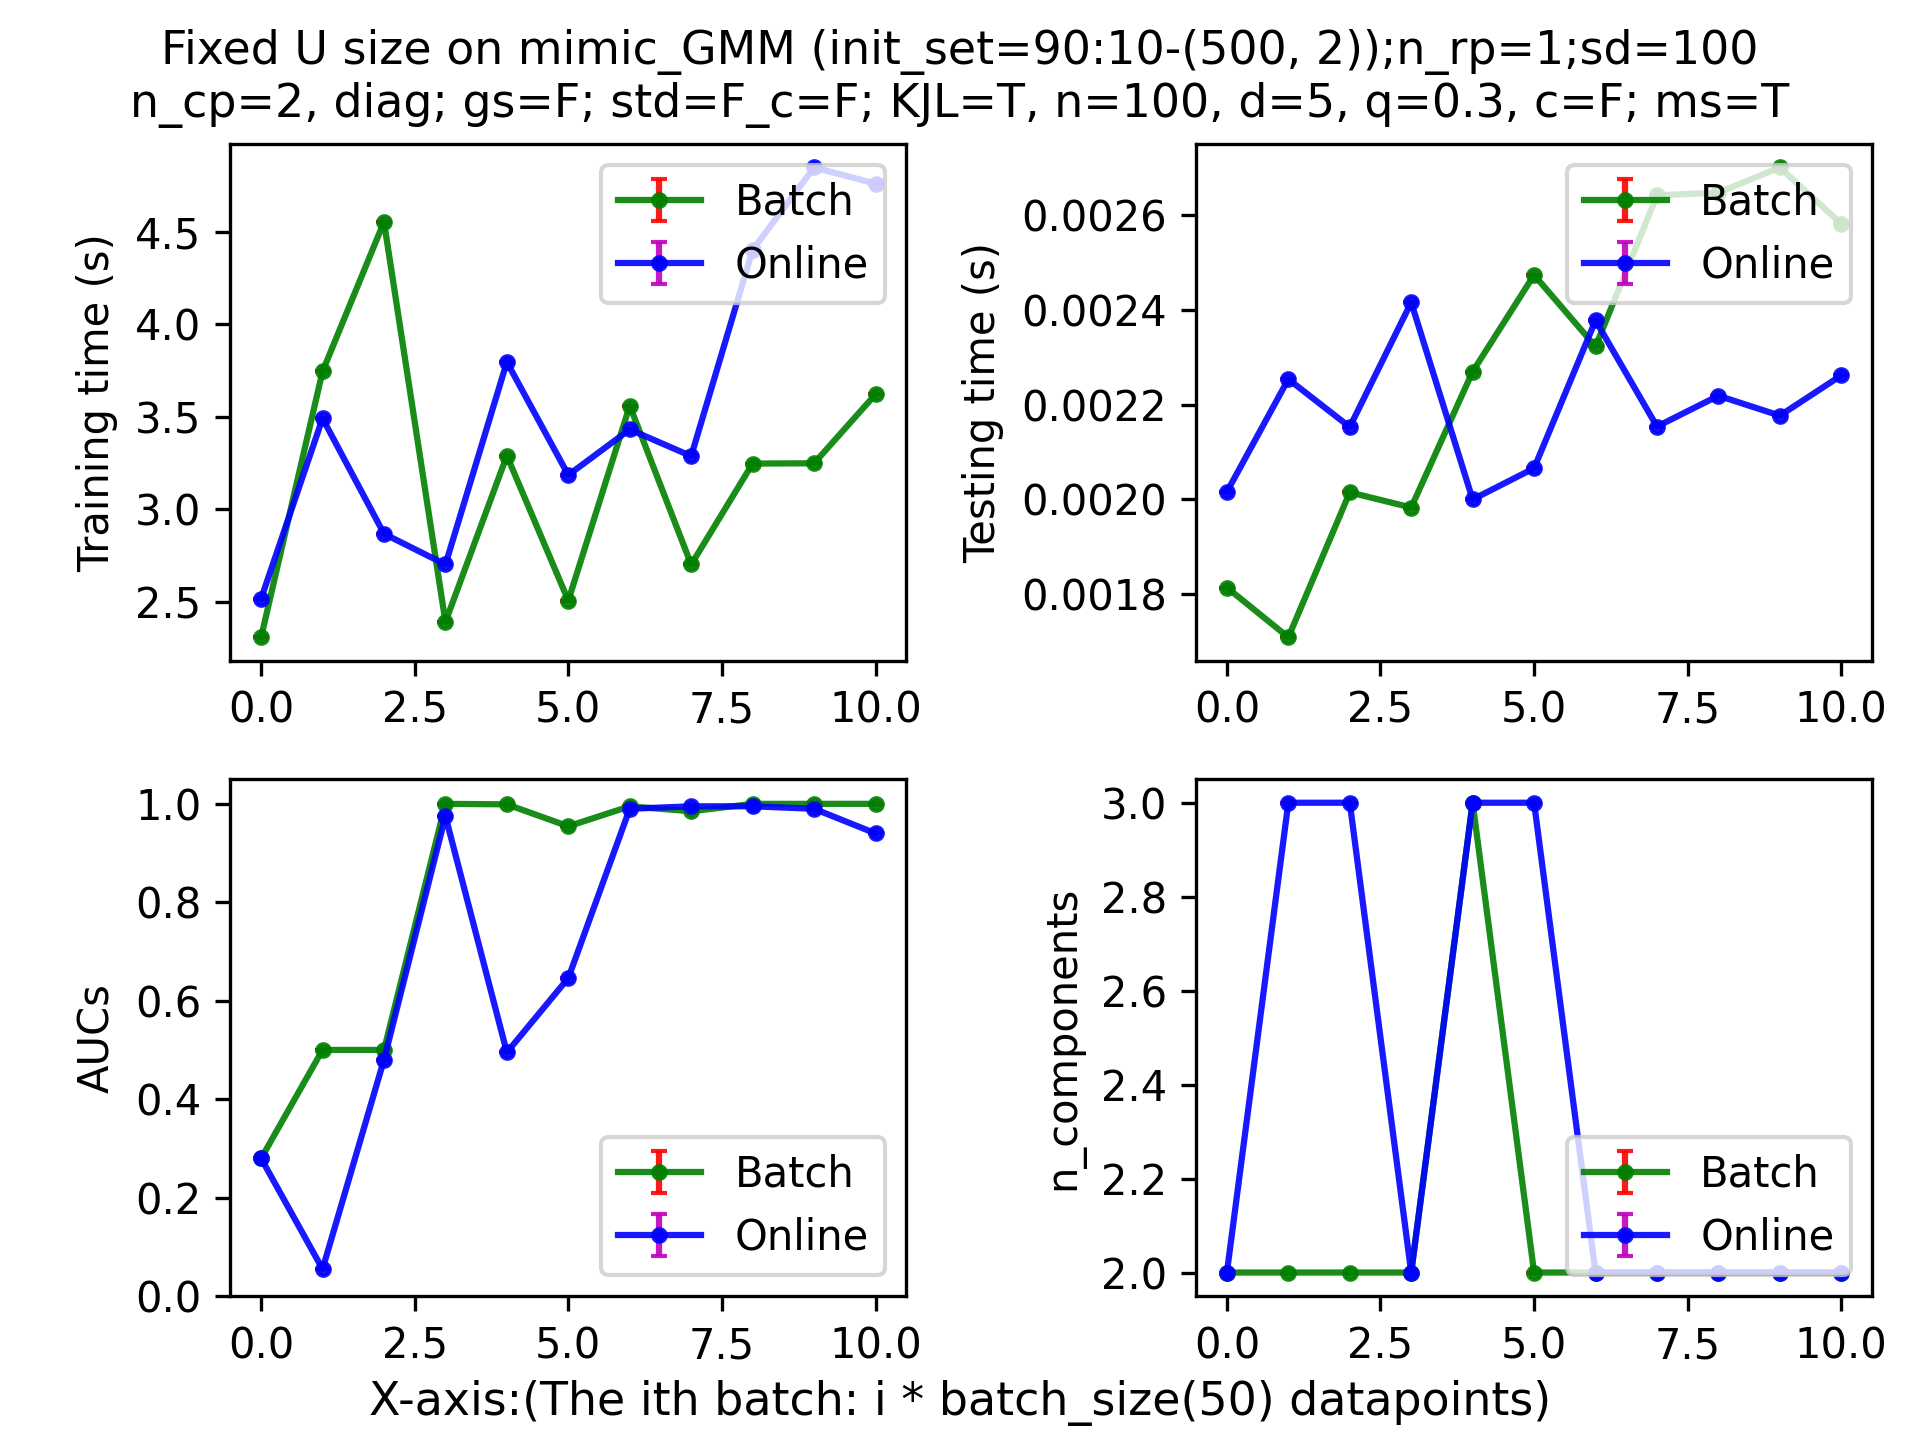 Fixed U size on mimic_GMM (init_set=90:10-(500, 2));n_rp=1;sd=100
n_cp=2, diag; gs=F; std=F_c=F; KJL=T, n=100, d=5, q=0.3, c=F; ms=T
Training time (s)
4.5
4.0
3.5
3.0
2.5
0.0
2.5
5.0
7.5
10.0
Batch
Online
Testing time (s)
0.0026
0.0024
0.0022
0.0020
0.0018
0.0
2.5
5.0
7.5
10.0
Batch
Online
AUCs
1.0
0.8
0.6
0.4
0.2
0.0
0.0
2.5
5.0
7.5
10.0
Batch
Online
n_components
3.0
2.8
2.6
2.4
2.2
2.0
0.0
2.5
5.0
7.5
10.0
Batch
Online
X-axis:(The ith batch: i * batch_size(50) datapoints)